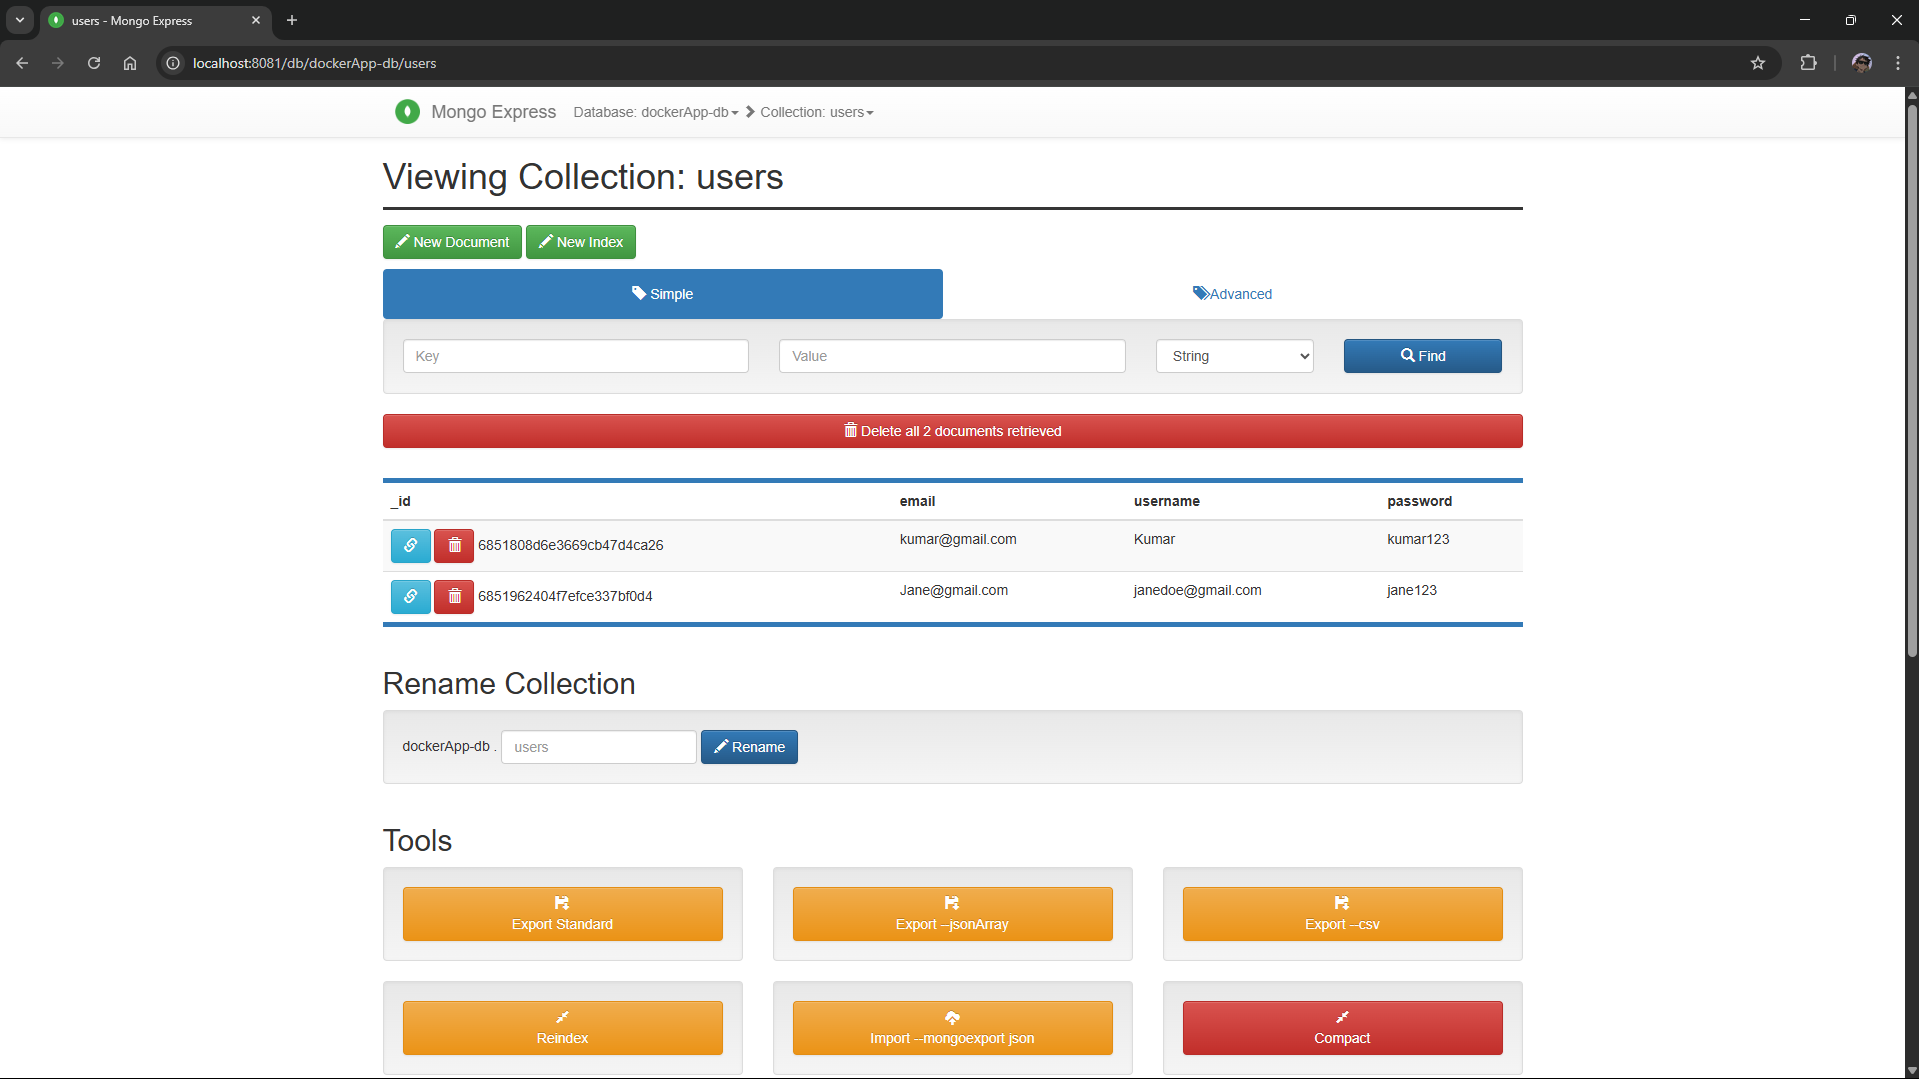 users - Mongo Express
localhost:8081/db/dockerApp-db/users
Mongo Express Database: dockerApp-db Collection: users
Viewing Collection: users
New Document New Index
Simple Advanced
Key Value String Find
Delete all 2 documents retrieved
_id email username password
6851808d6e3669cb47d4ca26 kumar@gmail.com Kumar kumar123
6851962404f7efce337bf0d4 Jane@gmail.com janedoe@gmail.com jane123
Rename Collection
dockerApp-db . users Rename
Tools
Export Standard Export --jsonArray Export --csv
Reindex Import --mongoexport json Compact